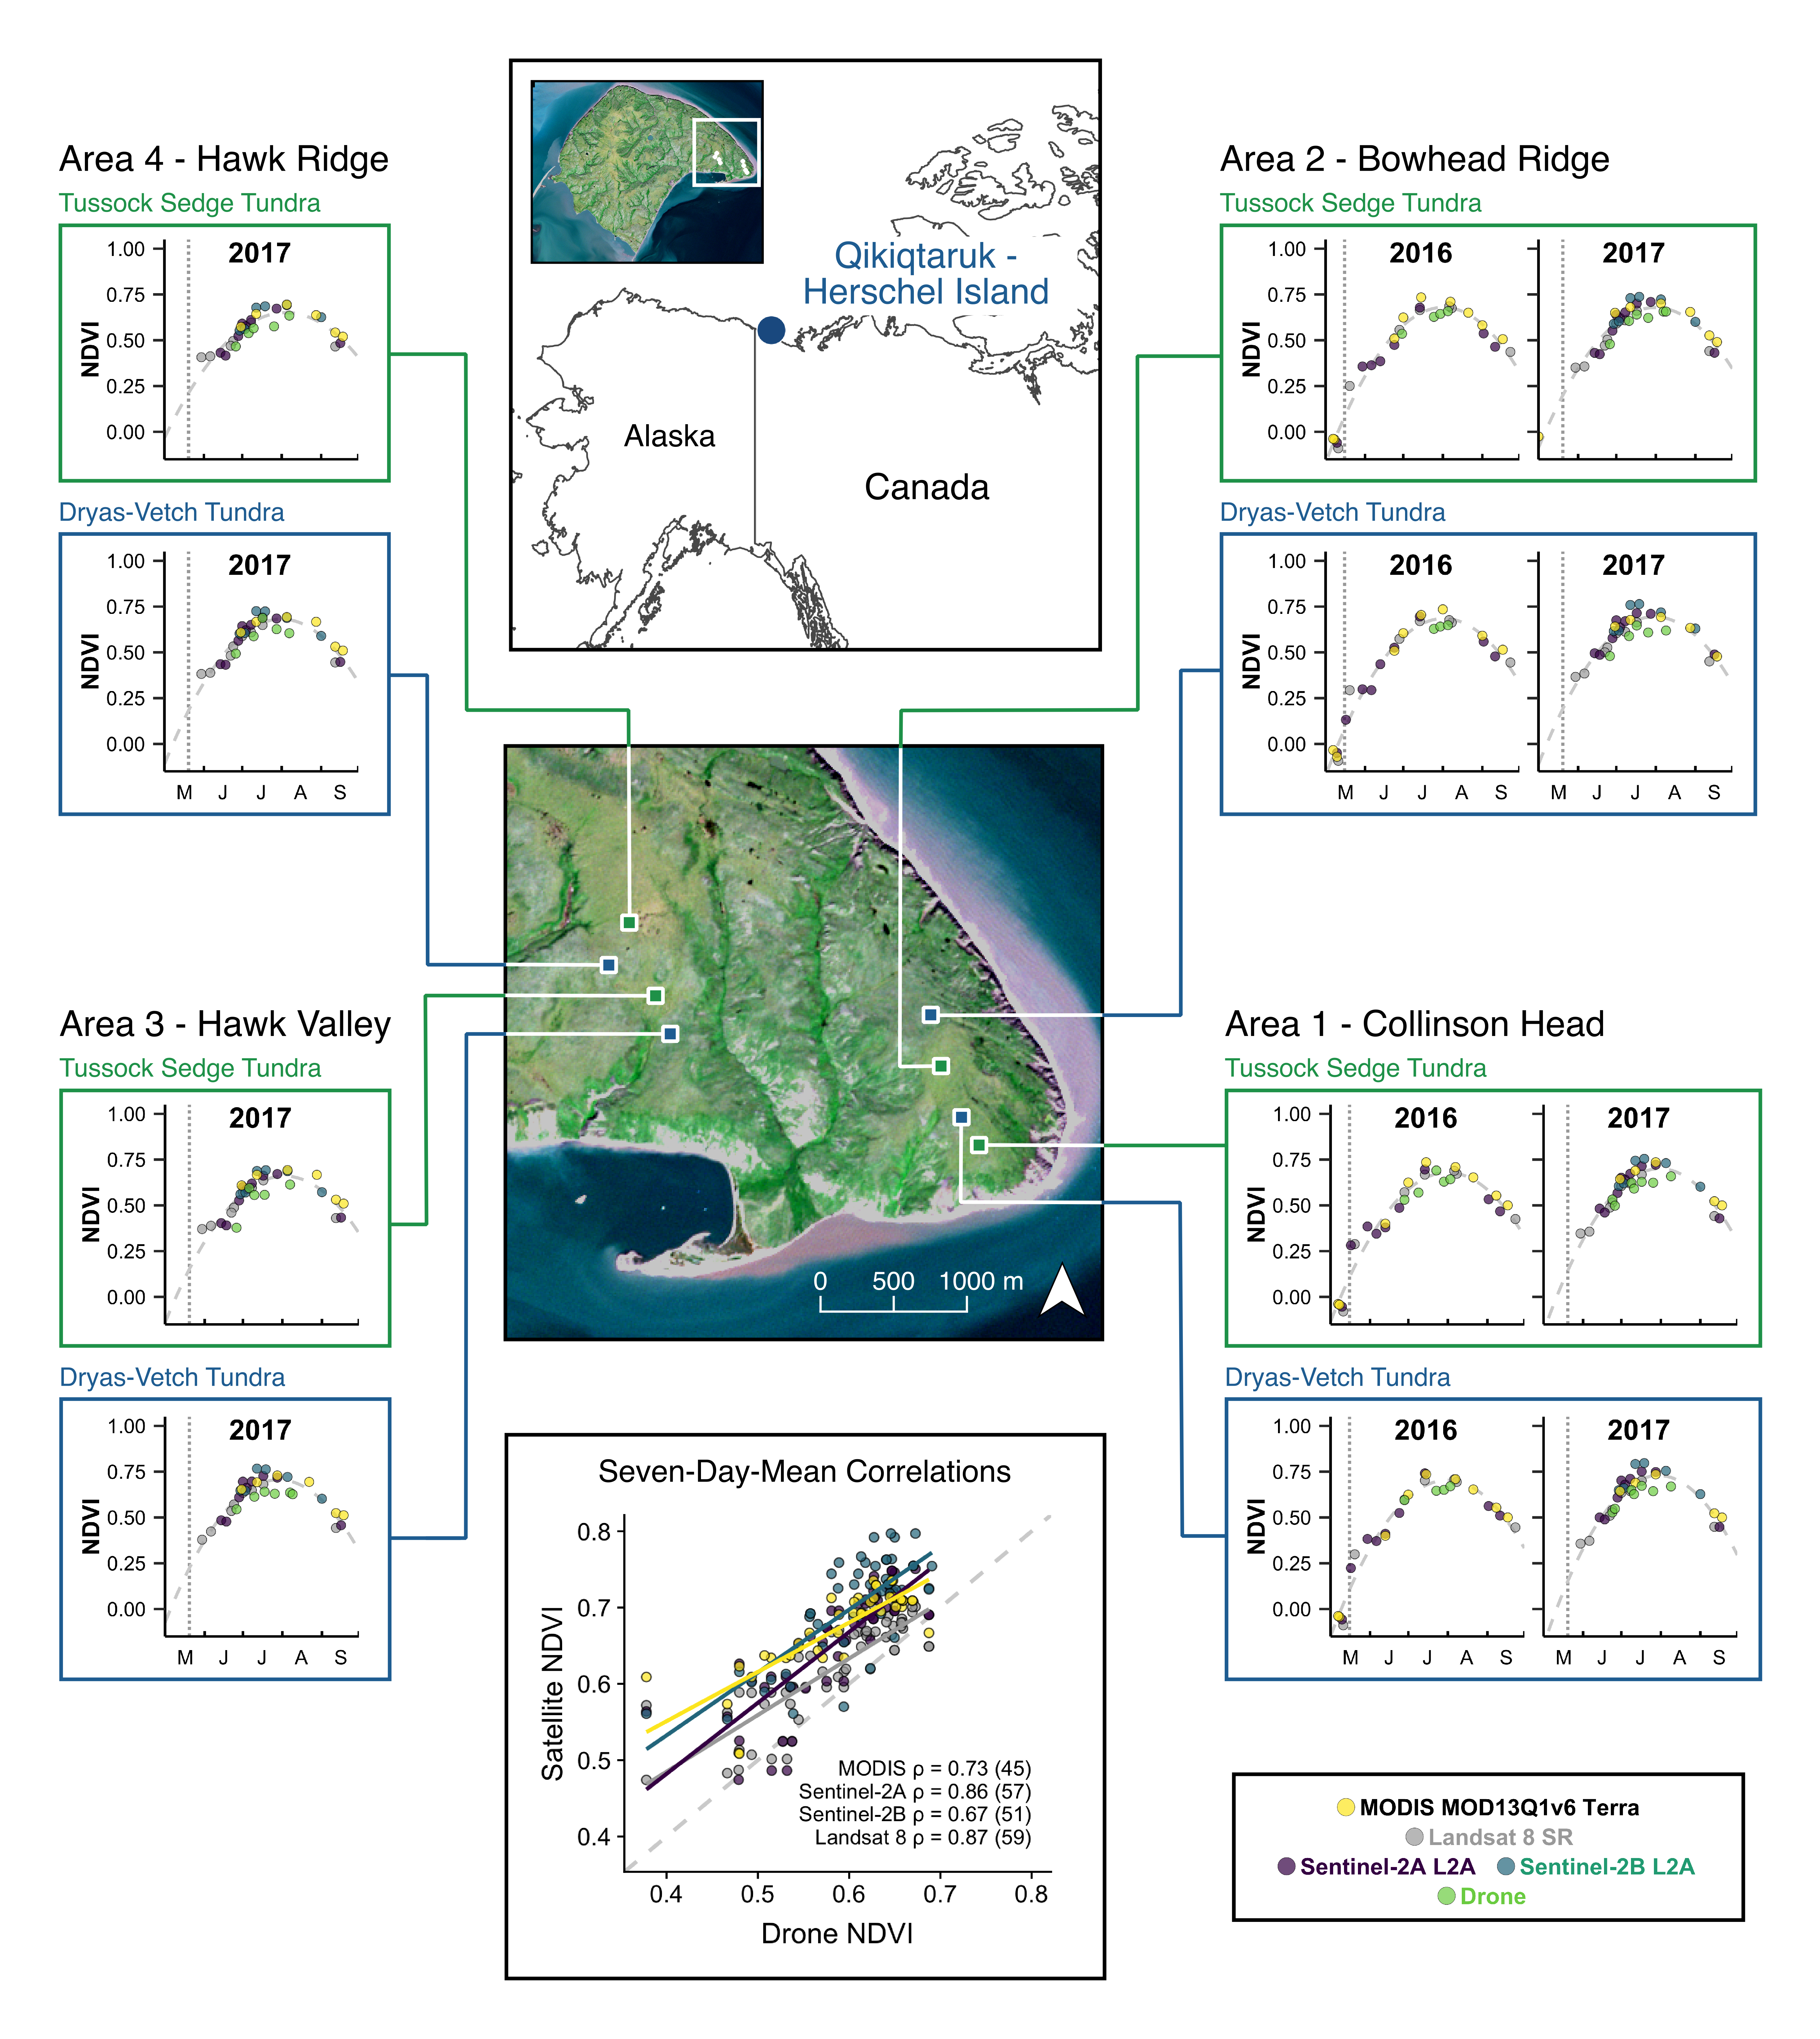 Area 4 - Hawk Ridge
Tussock Sedge Tundra
2017
1.00
0.75
0.50
0.25
0.00
NDVI
Dryas-Vetch Tundra
2017
1.00
0.75
0.50
0.25
0.00
NDVI
M J J A S
Qikiqtaruk -
Herschel Island
Alaska
Canada
Area 2 - Bowhead Ridge
Tussock Sedge Tundra
2016 2017
1.00
0.75
0.50
0.25
0.00
NDVI
Dryas-Vetch Tundra
2016 2017
1.00
0.75
0.50
0.25
0.00
NDVI
M J J A S M J J A S
Area 3 - Hawk Valley
Tussock Sedge Tundra
2017
1.00
0.75
0.50
0.25
0.00
NDVI
Dryas-Vetch Tundra
2017
1.00
0.75
0.50
0.25
0.00
NDVI
M J J A S
0 500 1000 m
Area 1 - Collinson Head
Tussock Sedge Tundra
2016 2017
1.00
0.75
0.50
0.25
0.00
NDVI
Dryas-Vetch Tundra
2016 2017
1.00
0.75
0.50
0.25
0.00
NDVI
M J J A S M J J A S
Seven-Day-Mean Correlations
0.8
0.7
0.6
0.5
0.4
Satellite NDVI
MODIS ρ = 0.73 (45)
Sentinel-2A ρ = 0.86 (57)
Sentinel-2B ρ = 0.67 (51)
Landsat 8 ρ = 0.87 (59)
0.4 0.5 0.6 0.7 0.8
Drone NDVI
MODIS MOD13Q1v6 Terra
Landsat 8 SR
Sentinel-2A L2A Sentinel-2B L2A
Drone